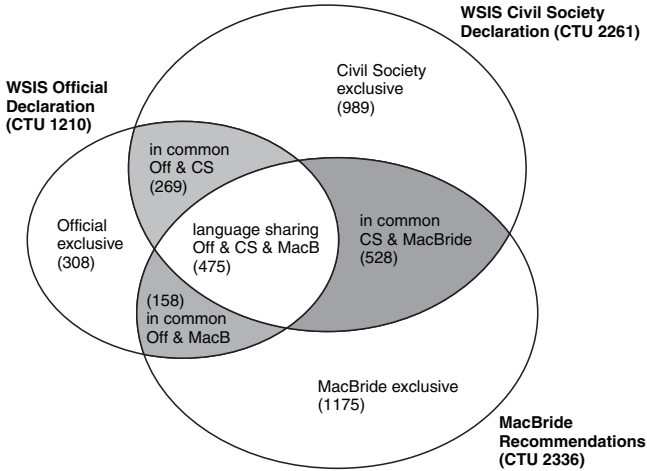 WSIS Civil Society
Declaration (CTU 2261)
Civil Society
exclusive
(989)
WSIS Official
Declaration
(CTU 1210)
in common
Off & CS
(269)
Official
exclusive
(308)
language sharing
Off & CS & MacB
(475)
in common
CS & MacBride
(528)
(158)
in common
Off & MacB
MacBride exclusive
(1175)
MacBride
Recommendations
(CTU 2336)